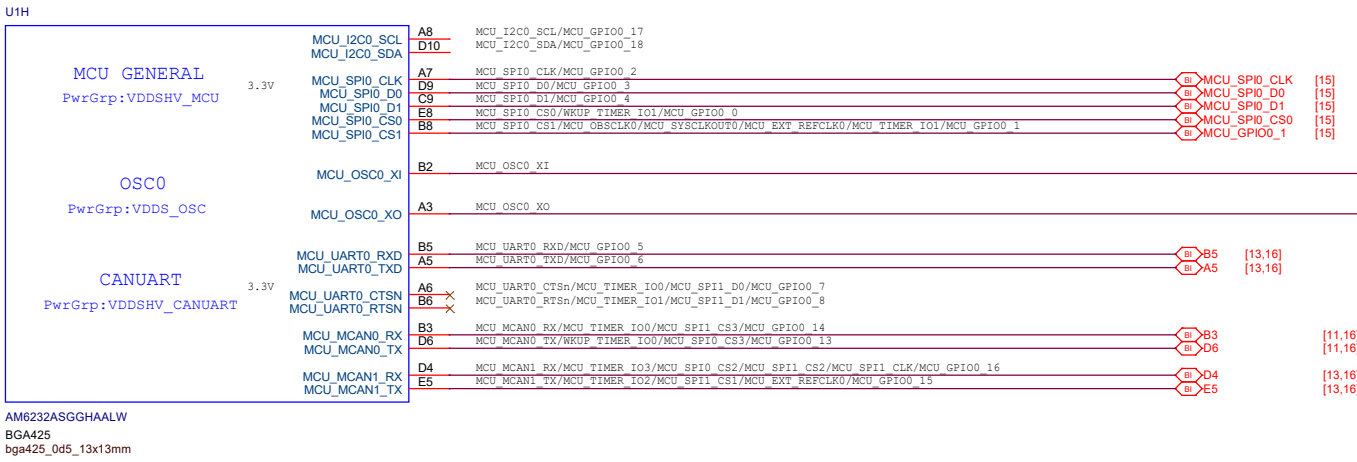 U1H
MCU_I2C0_SCL A8 MCU_I2C0_SCL/MCU_GPIO0_17
MCU_I2C0_SDA D10 MCU_I2C0_SDA/MCU_GPIO0_18
MCU GENERAL
PwrGrp:VDDSHV_MCU
3.3V
MCU_SPI0_CLK A7 MCU_SPI0_CLK/MCU_GPIO0_2 BI MCU_SPI0_CLK [15]
MCU_SPI0_D0 D9 MCU_SPI0_D0/MCU_GPIO0_3 BI MCU_SPI0_D0 [15]
MCU_SPI0_D1 C9 MCU_SPI0_D1/MCU_GPIO0_4 BI MCU_SPI0_D1 [15]
MCU_SPI0_CS0 E8 MCU_SPI0_CS0/WKUP_TIMER_IO1/MCU_GPIO0_0 BI MCU_SPI0_CS0 [15]
MCU_SPI0_CS1 B8 MCU_SPI0_CS1/MCU_OBSCLK0/MCU_SYSCLKOUT0/MCU_EXT_REFCLK0/MCU_TIMER_IO1/MCU_GPIO0_1 BI MCU_GPIO0_1 [15]
OSC0
PwrGrp:VDDS_OSC
MCU_OSC0_XI B2 MCU_OSC0_XI
MCU_OSC0_XO A3 MCU_OSC0_XO
CANUART
PwrGrp:VDDSHV_CANUART
3.3V
MCU_UART0_RXD B5 MCU_UART0_RXD/MCU_GPIO0_5 BI B5 [13,16]
MCU_UART0_TXD A5 MCU_UART0_TXD/MCU_GPIO0_6 BI A5 [13,16]
MCU_UART0_CTSN A6 MCU_UART0_CTSn/MCU_TIMER_IO0/MCU_SPI1_D0/MCU_GPIO0_7
MCU_UART0_RTSN B6 MCU_UART0_RTSn/MCU_TIMER_IO1/MCU_SPI1_D1/MCU_GPIO0_8
MCU_MCAN0_RX B3 MCU_MCAN0_RX/MCU_TIMER_IO0/MCU_SPI1_CS3/MCU_GPIO0_14 BI B3 [11,16]
MCU_MCAN0_TX D6 MCU_MCAN0_TX/WKUP_TIMER_IO0/MCU_SPI0_CS3/MCU_GPIO0_13 BI D6 [11,16
MCU_MCAN1_RX D4 MCU_MCAN1_RX/MCU_TIMER_IO3/MCU_SPI0_CS2/MCU_SPI1_CS2/MCU_SPI1_CLK/MCU_GPIO0_16 BI D4 [13,16
MCU_MCAN1_TX E5 MCU_MCAN1_TX/MCU_TIMER_IO2/MCU_SPI1_CS1/MCU_EXT_REFCLK0/MCU_GPIO0_15 BI E5 [13,16
AM6232ASGGHAALW
BGA425
bga425_0d5_13x13mm